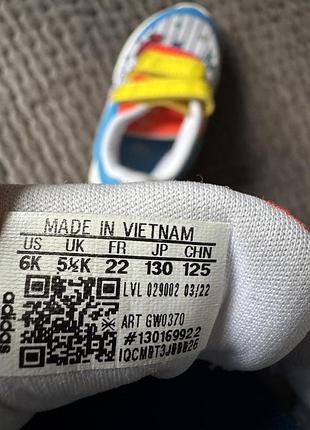 MADE IN VIETNAM
US UK FR JP CHN
6K 5½K 22 130 125
LVL 029002 03/22
ART GW0370
#130169922
IQCMBT3JBBB26
adidas